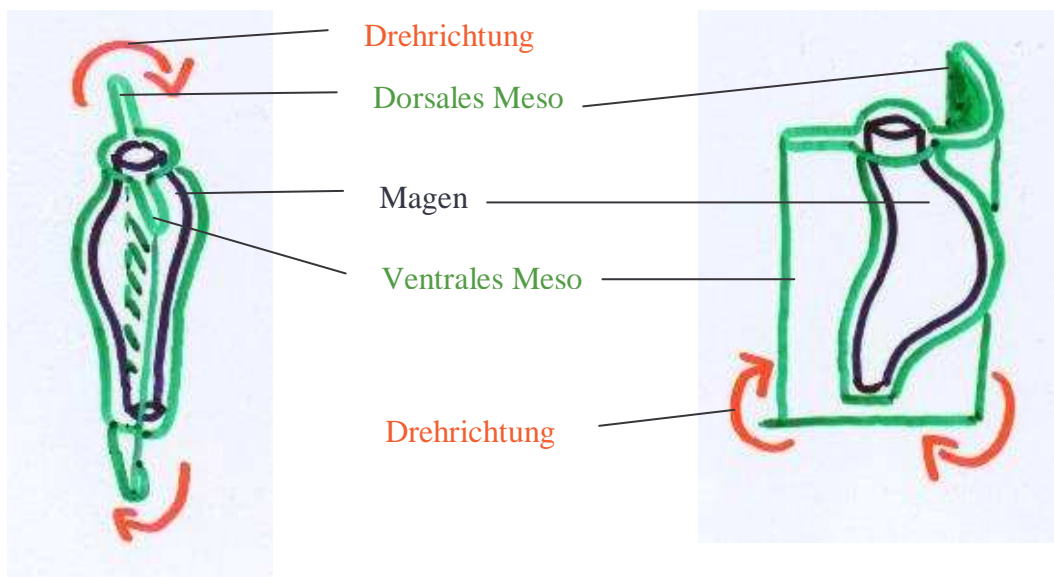 Drehrichtung
Dorsales Meso
Magen
Ventrales Meso
Drehrichtung